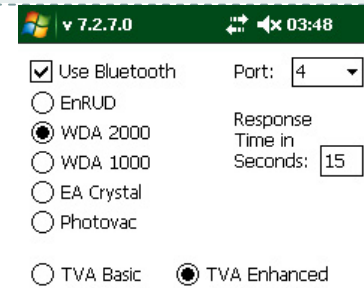 v 7.2.7.0 03:48
Use Bluetooth Port: 4
EnRUD
WDA 2000
WDA 1000
EA Crystal
Photovac
Response
Time in
Seconds: 15
TVA Basic TVA Enhanced